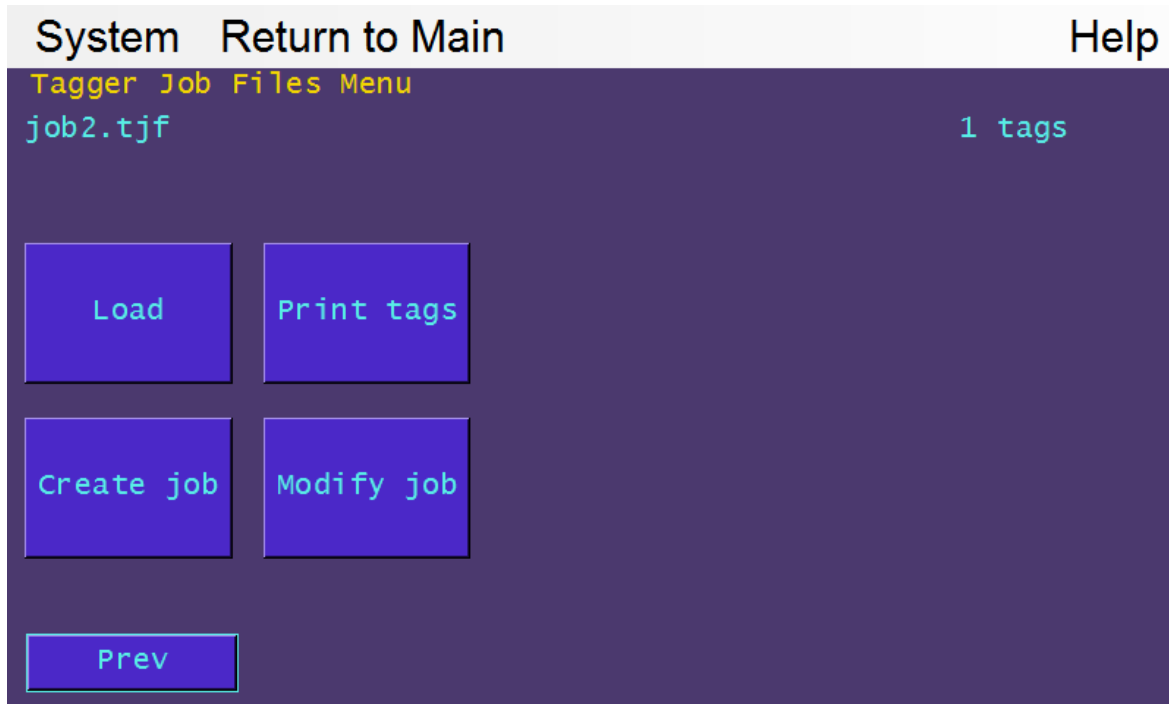 System Return to Main Help
Tagger Job Files Menu
job2.tjf 1 tags
Load Print tags
Create job Modify job
Prev